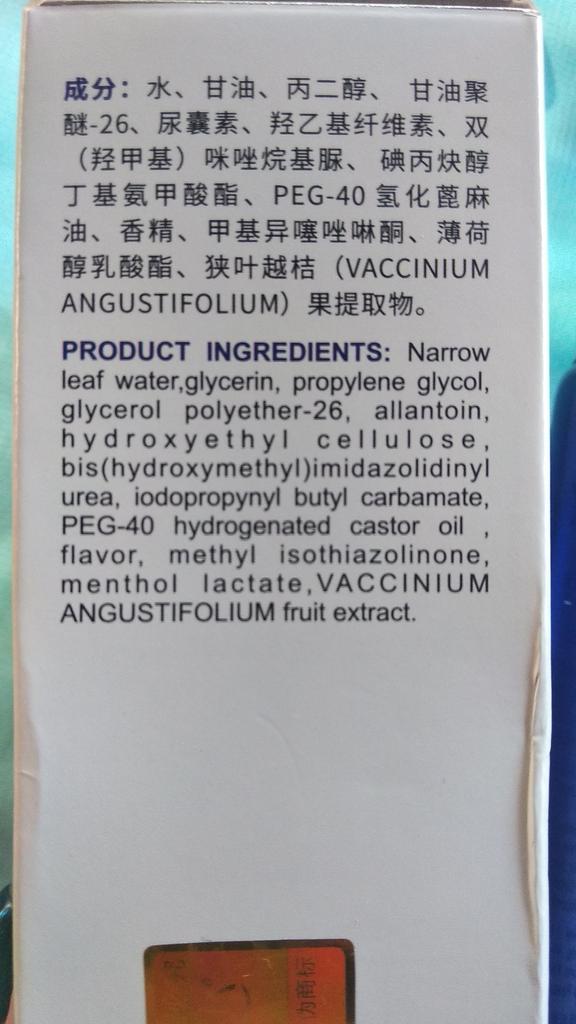 成分：水、甘油、丙二醇、 甘油聚
醚-26、尿囊素、羟乙基纤维素、双
（羟甲基）咪唑烷基脲、 碘丙炔醇
丁基氨甲酸酯、PEG-40 氢化蓖麻
油、香精、甲基异噻唑啉酮、薄荷
醇乳酸酯、狭叶越桔（VACCINIUM
ANGUSTIFOLIUM）果提取物。
PRODUCT INGREDIENTS: Narrow
leaf water,glycerin, propylene glycol,
glycerol polyether-26, allantoin,
hydroxyethyl cellulose,
bis(hydroxymethyl)imidazolidinyl
urea, iodopropynyl butyl carbamate,
PEG-40 hydrogenated castor oil ,
flavor, methyl isothiazolinone,
menthol lactate,VACCINIUM
ANGUSTIFOLIUM fruit extract.
为商标